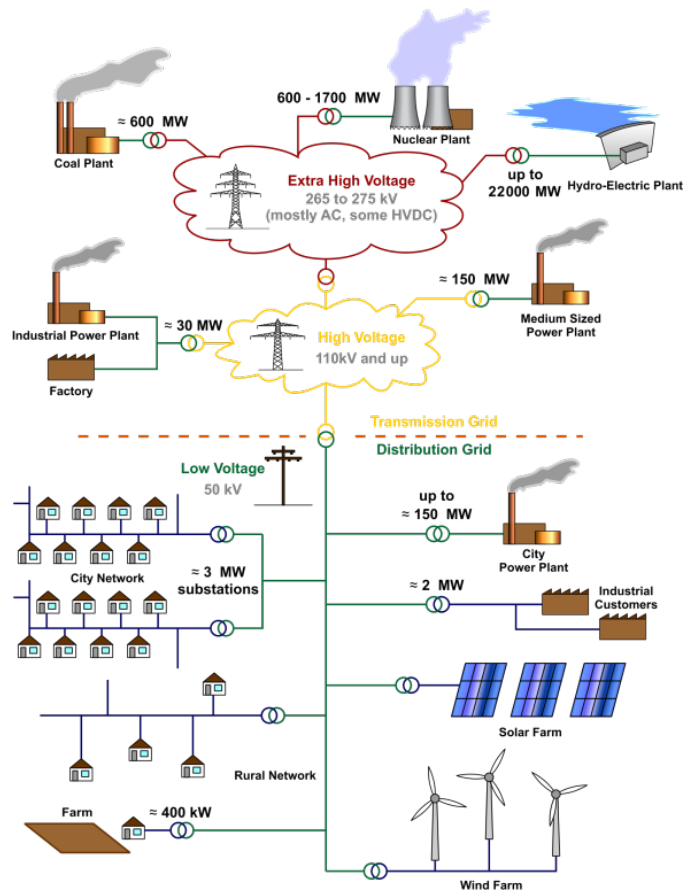 600 - 1700 MW
≈ 600 MW
Coal Plant
Nuclear Plant
Extra High Voltage
265 to 275 kV
(mostly AC, some HVDC)
up to
22000 MW
Hydro-Electric Plant
≈ 150 MW
Medium Sized
Power Plant
Industrial Power Plant
≈ 30 MW
Factory
High Voltage
110kV and up
Transmission Grid
Distribution Grid
Low Voltage
50 kV
up to
≈ 150 MW
City
Power Plant
City Network
≈ 3 MW
substations
≈ 2 MW
Industrial
Customers
Solar Farm
Rural Network
Farm
≈ 400 kW
Wind Farm